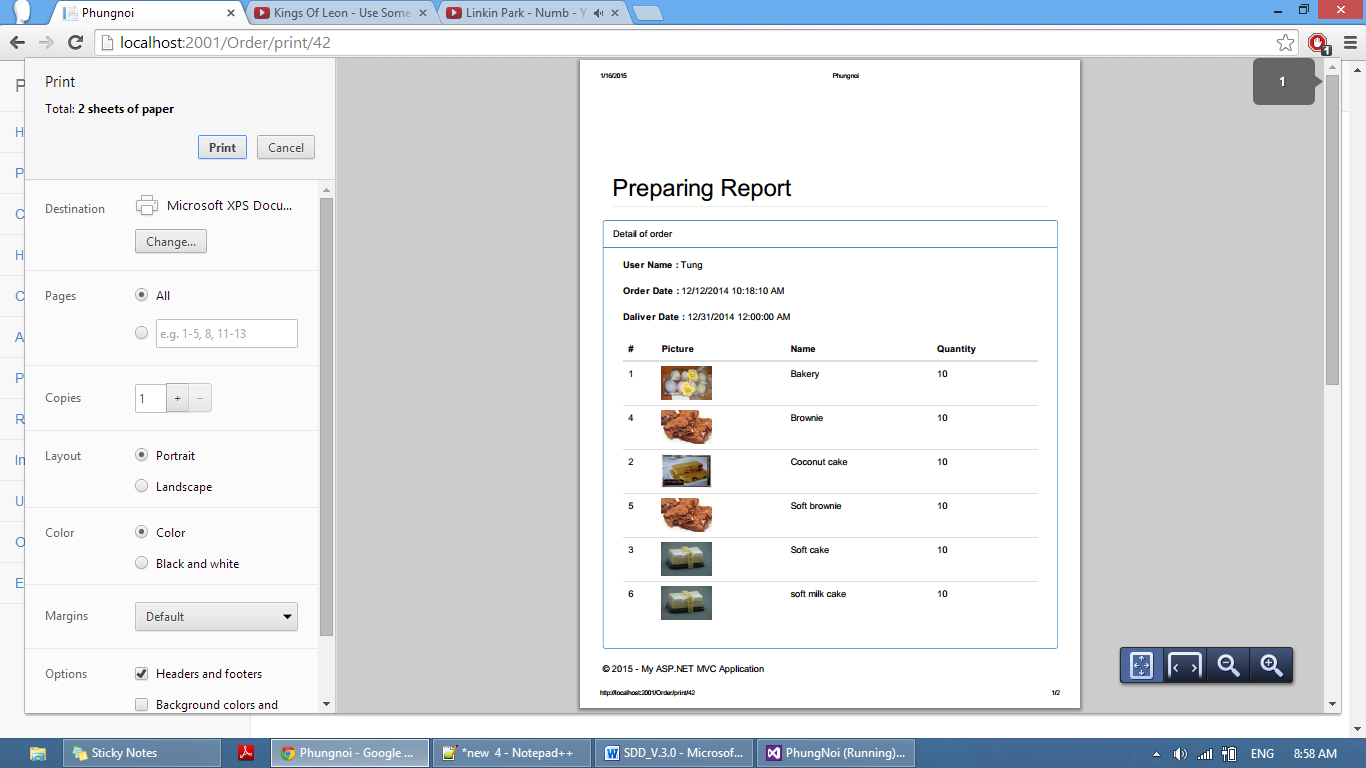 Phungnoi
Kings Of Leon - Use Some
Linkin Park - Numb - Y
localhost:2001/Order/print/42
1
P
H
P
C
H
C
A
P
R
In
U
O
E
Print
Total: 2 sheets of paper
Print Cancel
Destination Microsoft XPS Docu...
Change...
Pages All
e.g. 1-5, 8, 11-13
Copies 1 + −
Layout Portrait
Landscape
Color Color
Black and white
Margins Default
Options Headers and footers
Background colors and
1/16/2015 Phungnoi
1
Preparing Report
Detail of order
User Name : Tung
Order Date : 12/12/2014 10:18:10 AM
Daliver Date : 12/31/2014 12:00:00 AM
# Picture Name Quantity
1 Bakery 10
4 Brownie 10
2 Coconut cake 10
5 Soft brownie 10
3 Soft cake 10
6 soft milk cake 10
© 2015 - My ASP.NET MVC Application
http://localhost:2001/Order/print/42 1/2
Sticky Notes
Phungnoi - Google ...
*new 4 - Notepad++
SDD_V.3.0 - Microsof...
PhungNoi (Running)...
ENG 8:58 AM